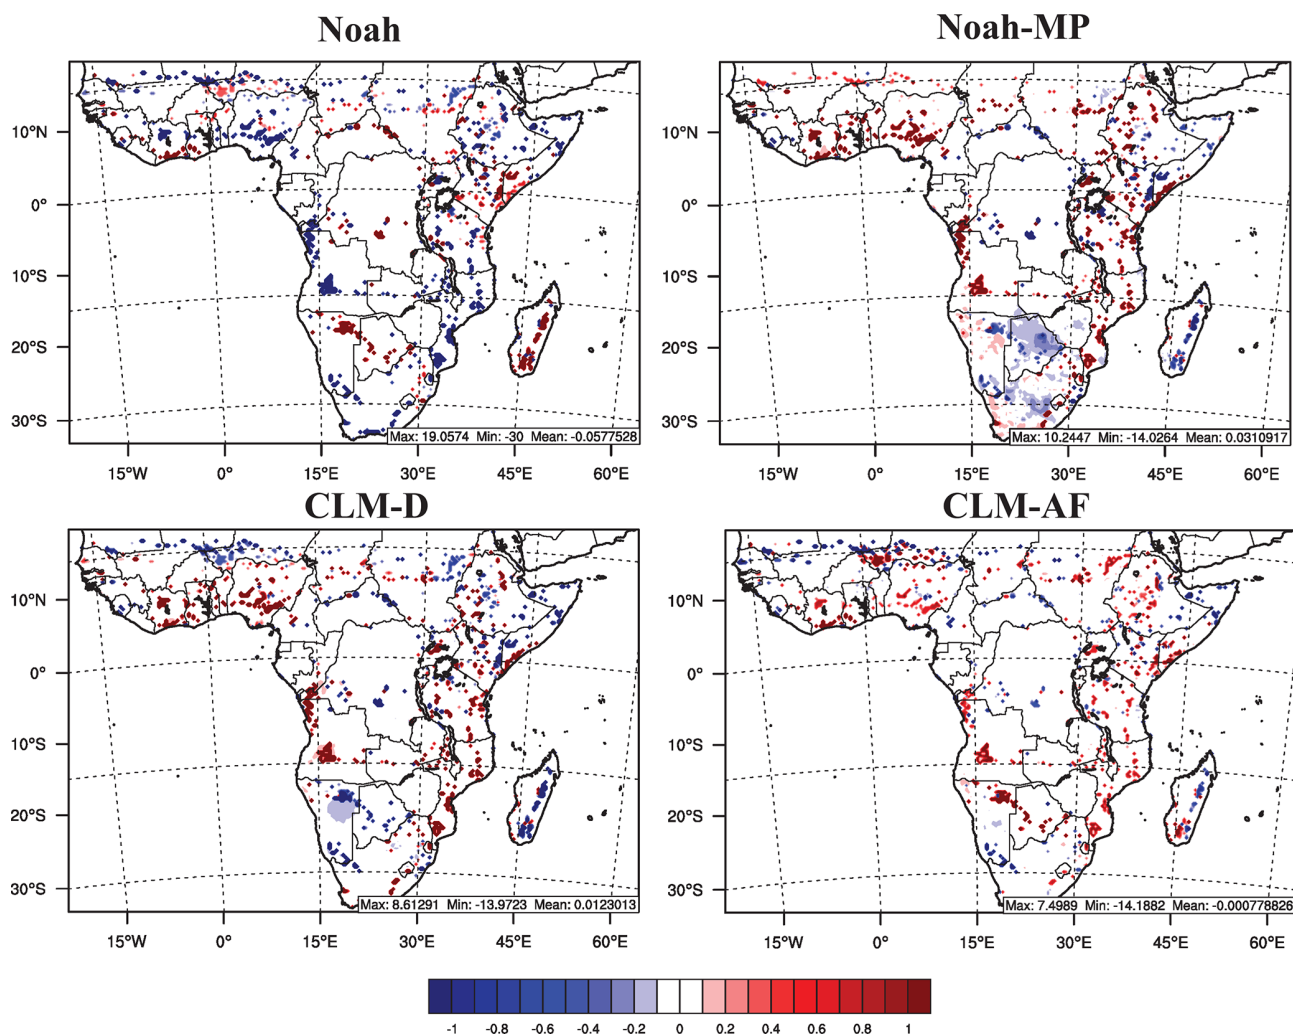 Noah
Noah-MP
10°N
0°
10°S
20°S
30°S
Max: 19.0574 Min: -30 Mean: -0.0577528
15°W 0° 15°E 30°E 45°E 60°E
10°N
0°
10°S
20°S
30°S
Max: 10.2447 Min: -14.0264 Mean: 0.0310917
15°W 0° 15°E 30°E 45°E 60°E
CLM-D
CLM-AF
10°N
0°
10°S
20°S
30°S
Max: 8.61291 Min: -13.9723 Mean: 0.0123013
15°W 0° 15°E 30°E 45°E 60°E
10°N
0°
10°S
20°S
30°S
Max: 7.4989 Min: -14.1882 Mean: -0.000778826
15°W 0° 15°E 30°E 45°E 60°E
-1 -0.8 -0.6 -0.4 -0.2 0 0.2 0.4 0.6 0.8 1